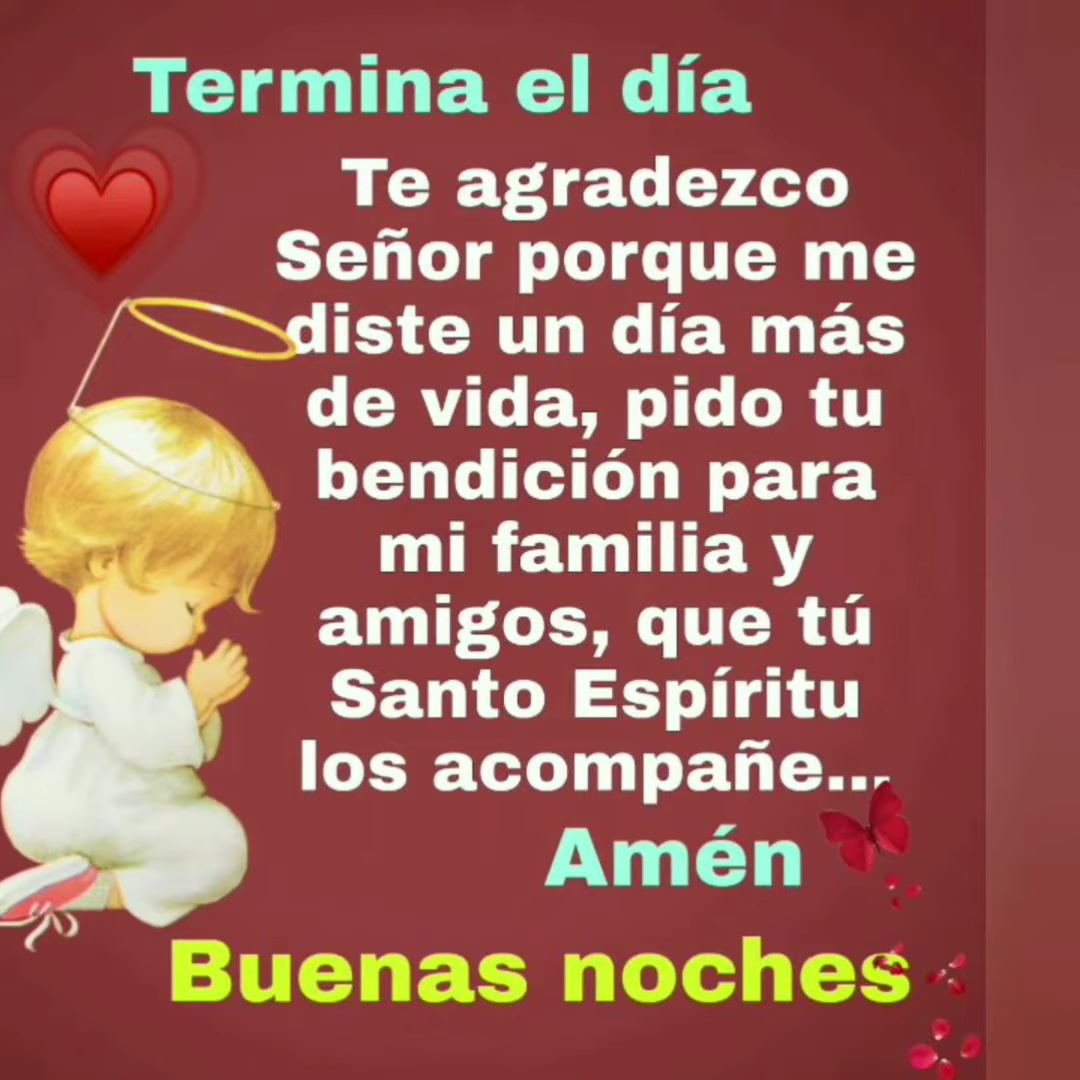 Termina el día
Te agradezco
Señor porque me
diste un día más
de vida, pido tu
bendición para
mi familia y
amigos, que tú
Santo Espíritu
los acompañe...
Amén
Buenas noches